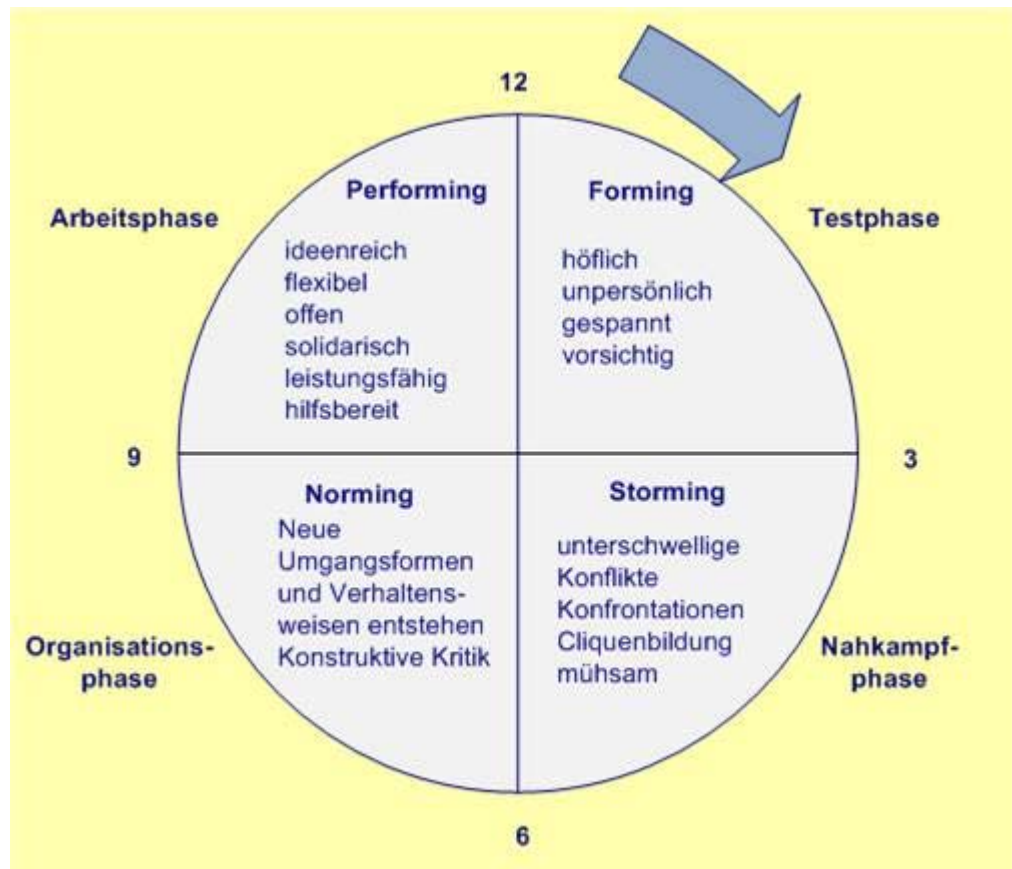 12
Performing
Arbeitsphase
ideenreich
flexibel
offen
solidarisch
leistungsfähig
hilfsbereit
Forming
Testphase
höflich
unpersönlich
gespannt
vorsichtig
9
3
Norming
Neue
Umgangsformen
und Verhaltens-
weisen entstehen
Konstruktive Kritik
Organisations-
phase
Storming
unterschwellige
Konflikte
Konfrontationen
Cliquenbildung
mühsam
Nahkampf-
phase
6